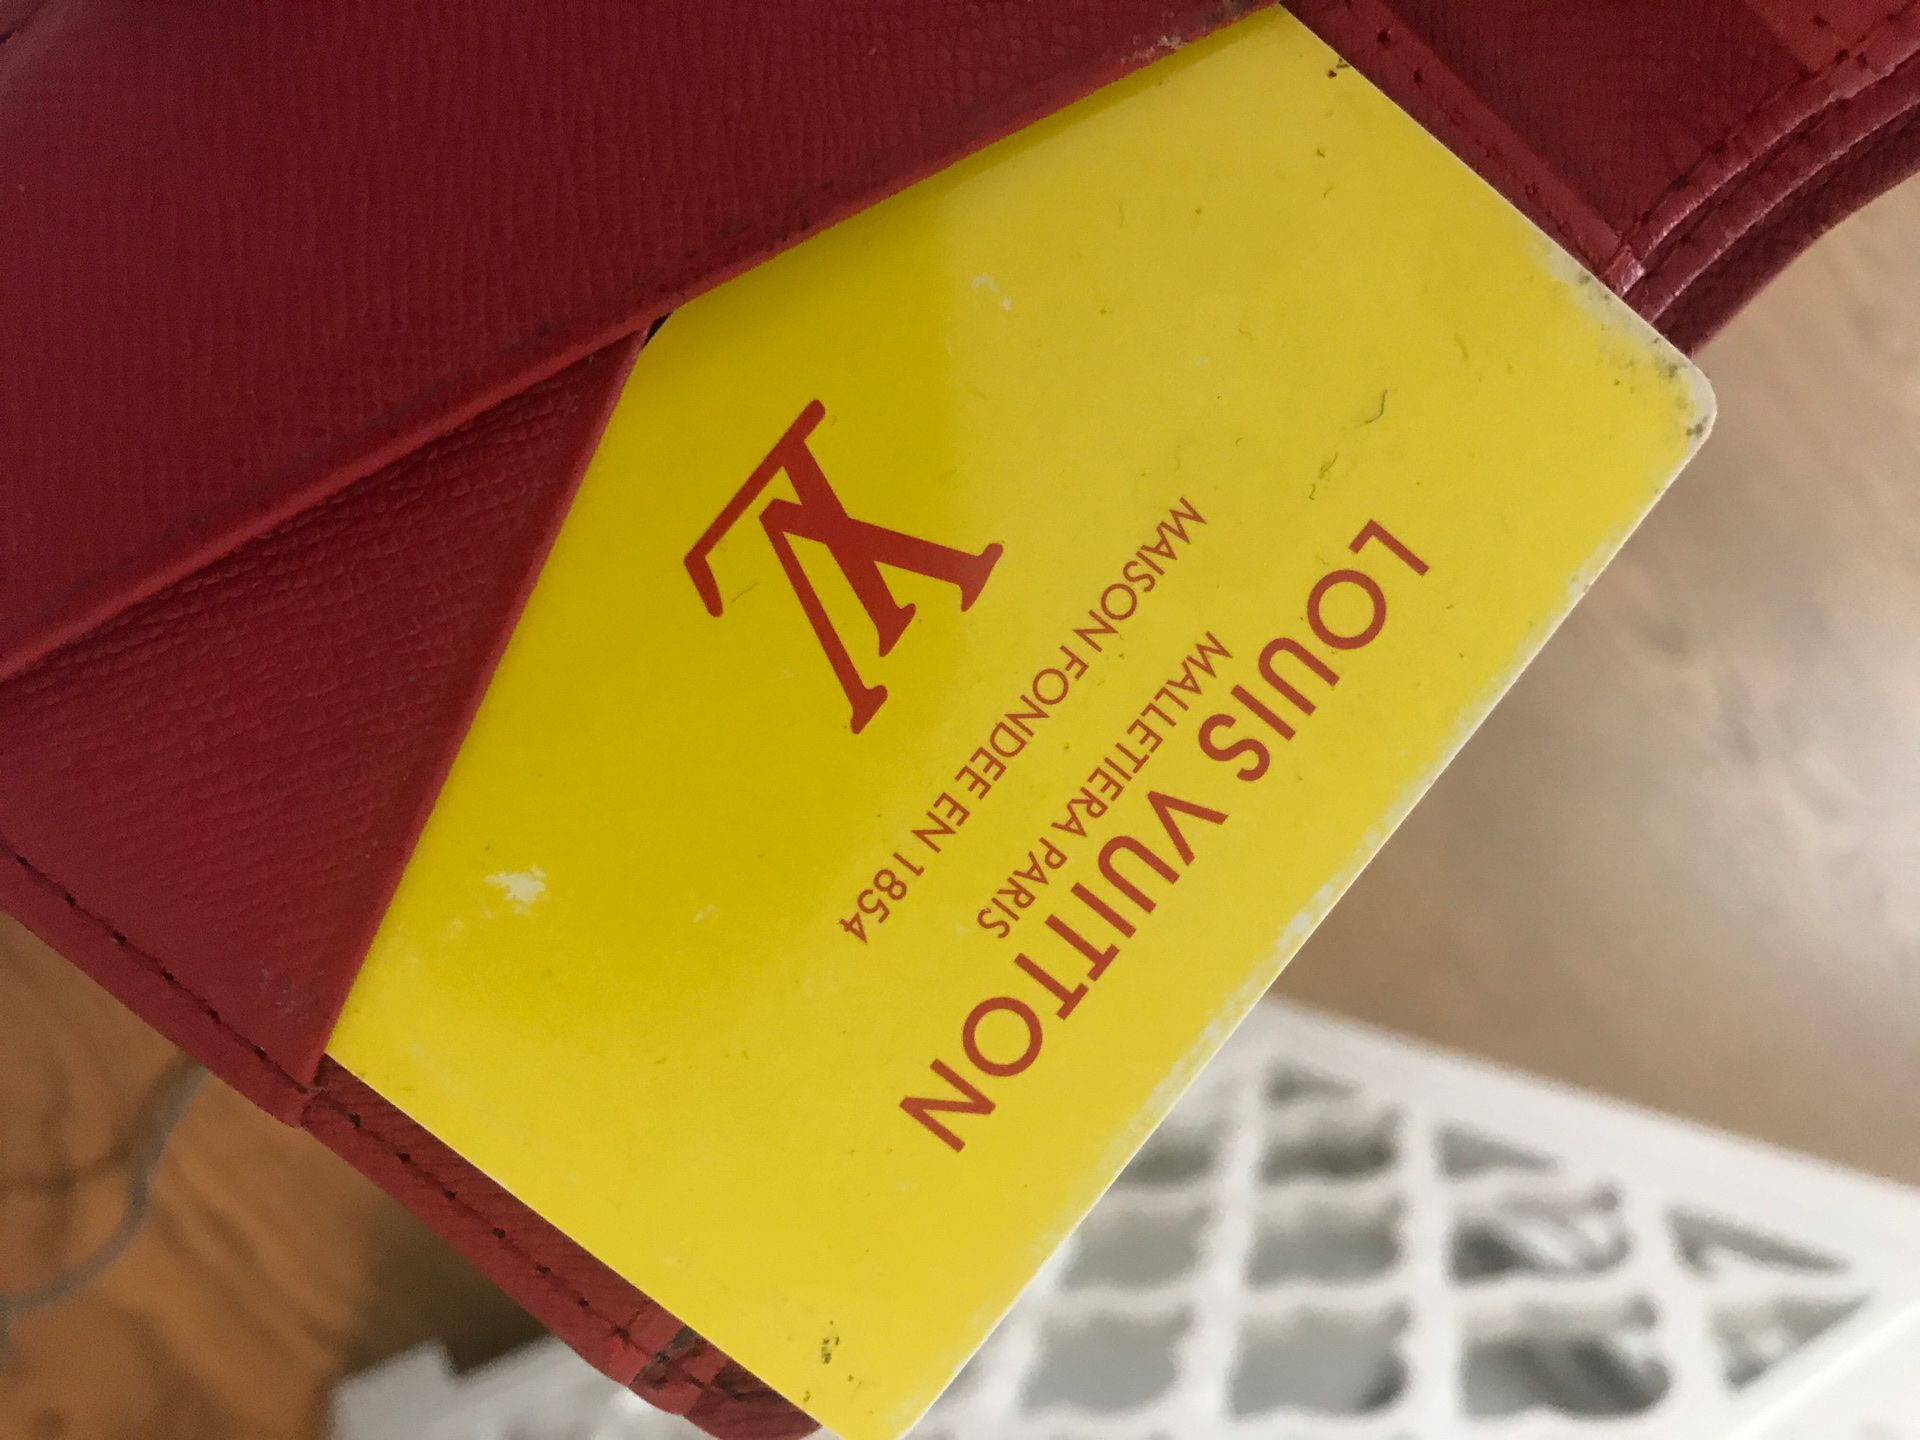 LOUIS VUITTON
MALLETIERA PARIS
MAISON FONDEE EN 1854
LV